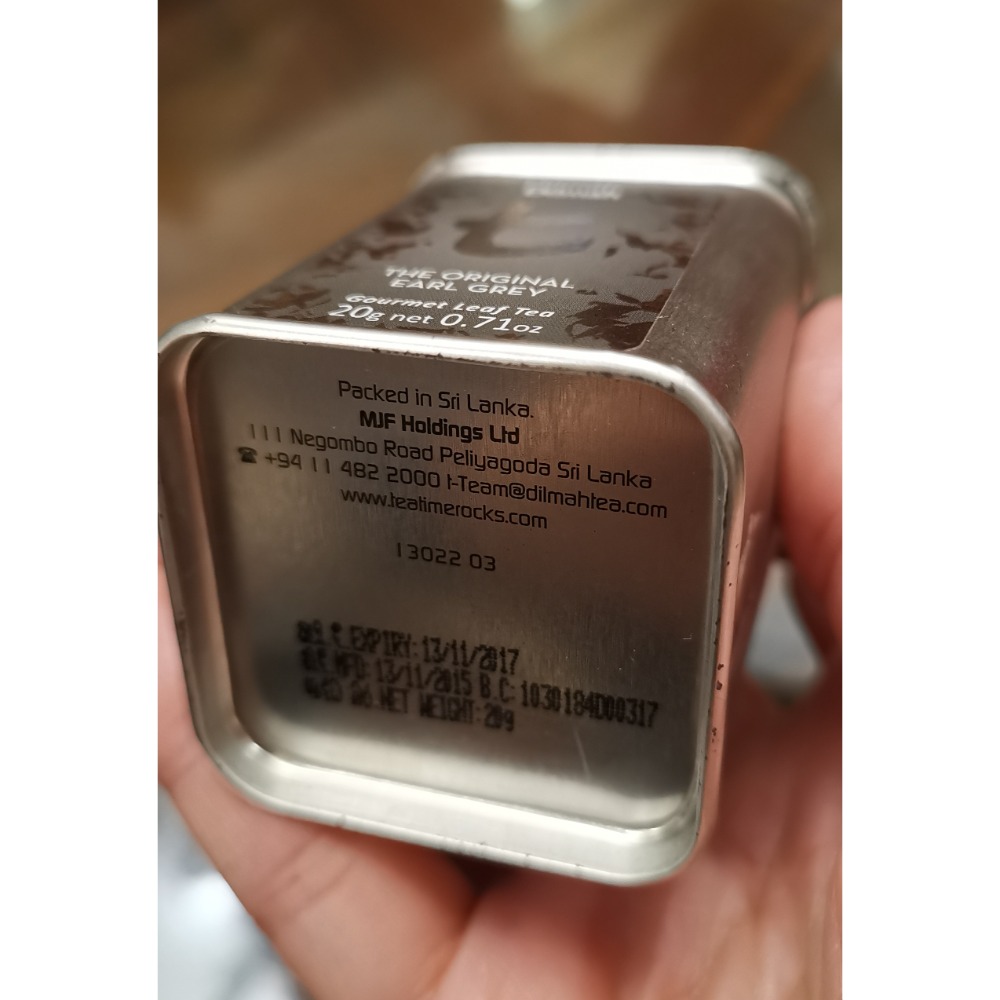 THE ORIGINAL
EARL GREY
Gourmet Leaf Tea
20g net 0.71oz
Packed in Sri Lanka.
MJF Holdings Ltd
111 Negombo Road Peliyagoda Sri Lanka
☎ +94 11 482 2000 t-Team@dilmahtea.com
www.teatimerocks.com
13022 03
EXPIRY:13/11/2017
MFD:13/11/2015 B.C:1030184D00317
NET WEIGHT:20g